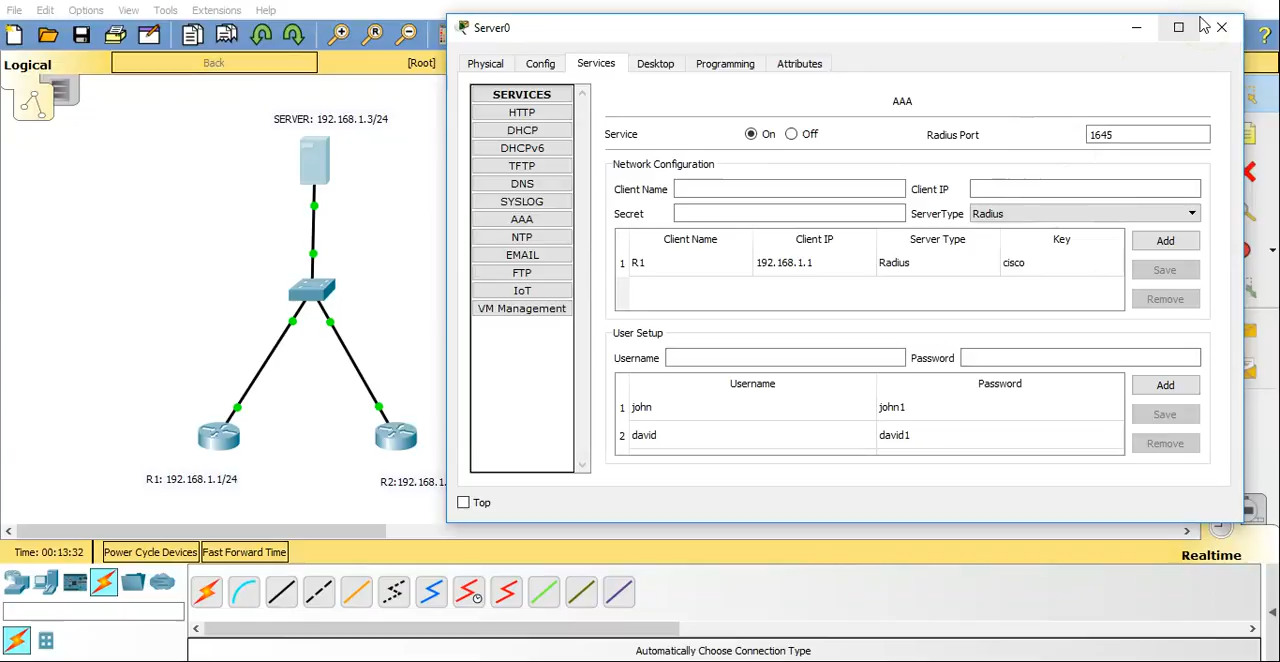 File Edit Options View Tools Extensions Help
Server0
Logical
Back
[Root]
SERVER: 192.168.1.3/24
R1: 192.168.1.1/24
R2:192.168.1.
Physical Config Services Desktop Programming Attributes
SERVICES
HTTP
DHCP
DHCPv6
TFTP
DNS
SYSLOG
AAA
NTP
EMAIL
FTP
IoT
VM Management
AAA
Service On Off Radius Port 1645
Network Configuration
Client Name Client IP
Secret ServerType Radius
Client Name Client IP Server Type Key
1 R1 192.168.1.1 Radius cisco
Add
Save
Remove
User Setup
Username Password
Username Password
1 john john1
2 david david1
Add
Save
Remove
Top
Time: 00:13:32 Power Cycle Devices Fast Forward Time
Realtime
Automatically Choose Connection Type